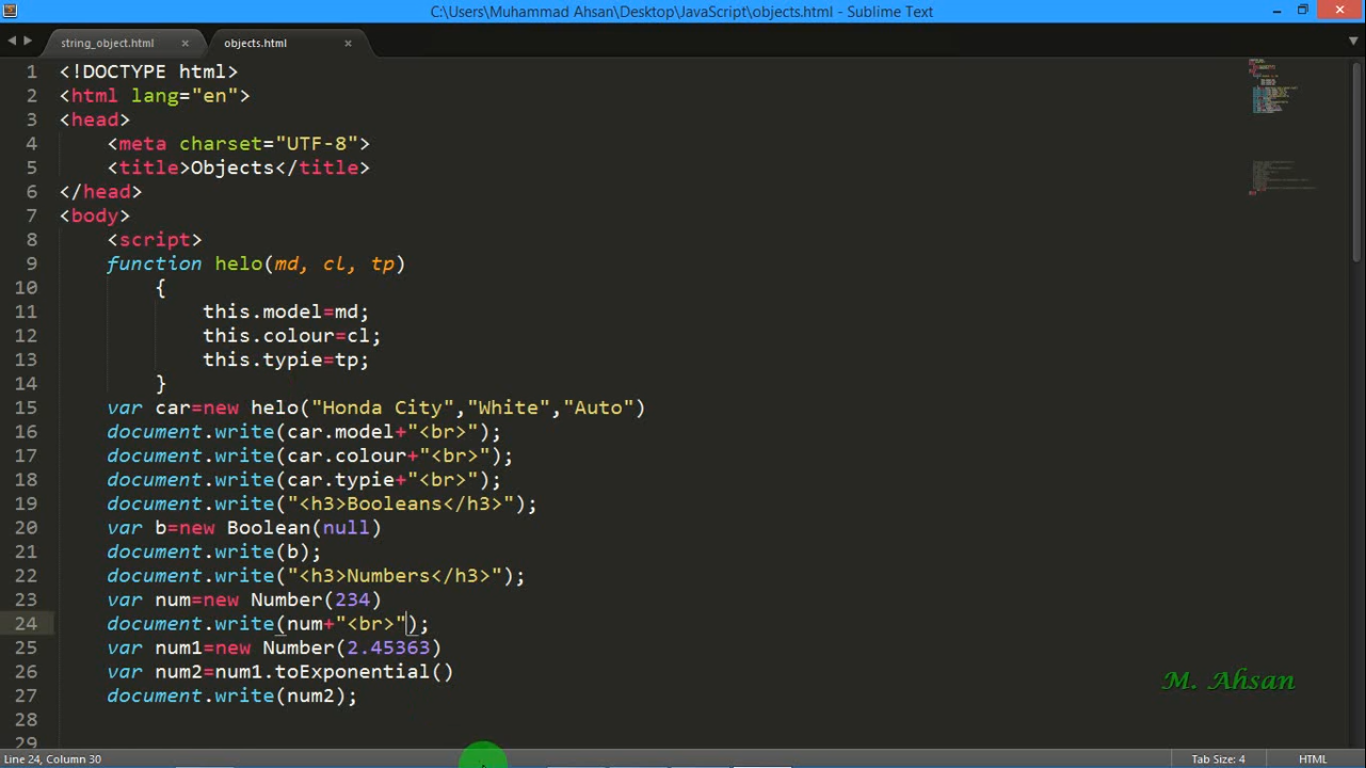 C:\Users\Muhammad Ahsan\Desktop\JavaScript\objects.html - Sublime Text
string_object.html
objects.html
1 <!DOCTYPE html>
2 <html lang="en">
3 <head>
4 <meta charset="UTF-8">
5 <title>Objects</title>
6 </head>
7 <body>
8 <script>
9 function helo(md, cl, tp)
10 {
11 this.model=md;
12 this.colour=cl;
13 this.typie=tp;
14 }
15 var car=new helo("Honda City","White","Auto")
16 document.write(car.model+"<br>");
17 document.write(car.colour+"<br>");
18 document.write(car.typie+"<br>");
19 document.write("<h3>Booleans</h3>");
20 var b=new Boolean(null)
21 document.write(b);
22 document.write("<h3>Numbers</h3>");
23 var num=new Number(234)
24 document.write(num+"<br>");
25 var num1=new Number(2.45363)
26 var num2=num1.toExponential()
27 document.write(num2);
28
29
M. Ahsan
Line 24, Column 30
Tab Size: 4
HTML